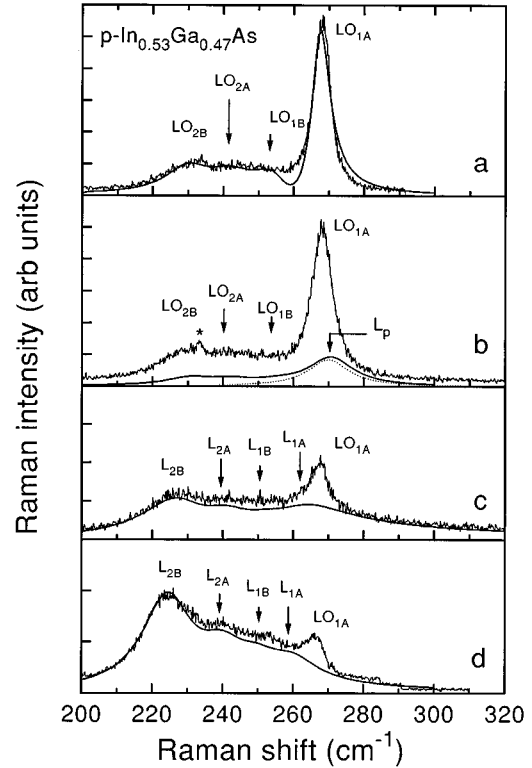 p-In0.53Ga0.47As
LO1A
LO2A
LO2B
LO1B
a
LO1A
LO2A
LO2B
LO1B
*
Lp
b
L2A
L1B
L1A
LO1A
L2B
c
L2B
L2A
L1B
L1A
LO1A
d
200 220 240 260 280 300 320
Raman shift (cm-1)
Raman intensity (arb units)